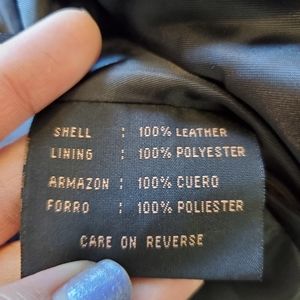 SHELL : 100% LEATHER
LINING : 100% POLYESTER
ARMAZON : 100% CUERO
FORRO : 100% POLIESTER
CARE ON REVERSE